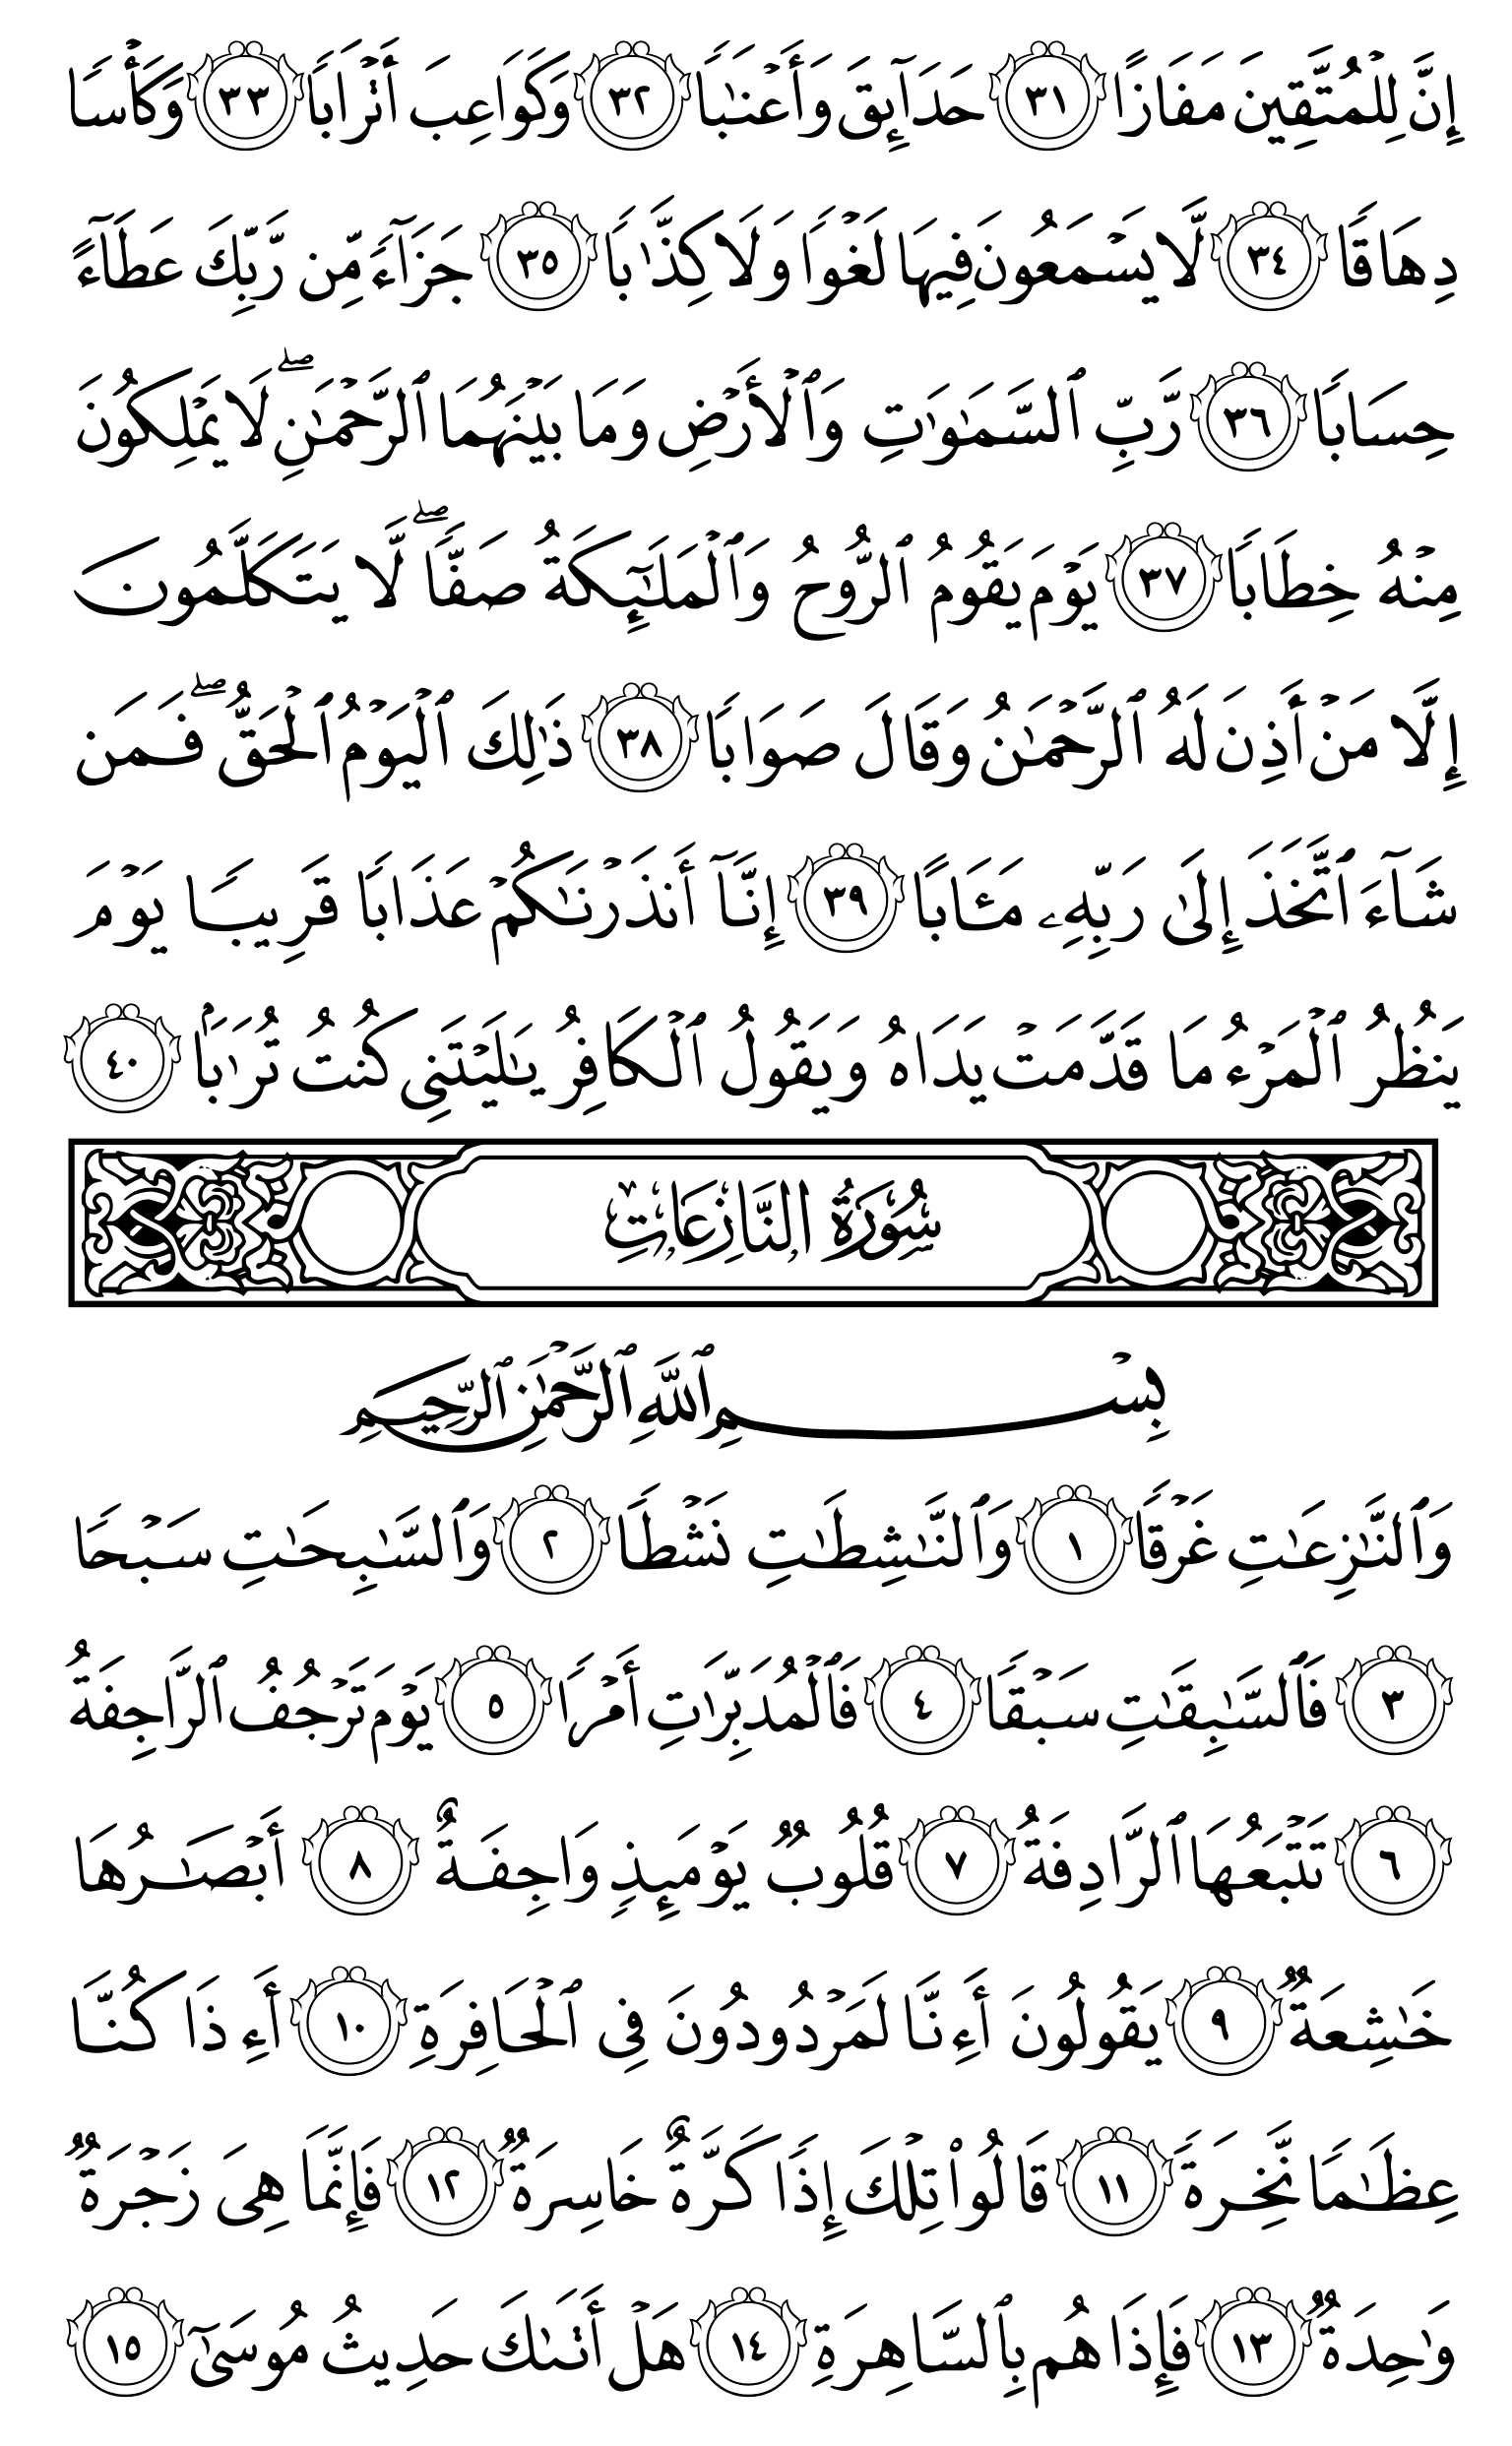 إِنَّ لِلْمُتَّقِينَ مَفَازًا ٣١ حَدَآئِقَ وَأَعْنَٰبًا ٣٢ وَكَوَاعِبَ أَتْرَابًا ٣٣ وَكَأْسًا
دِهَاقًا ٣٤ لَّا يَسْمَعُونَ فِيهَا لَغْوًا وَلَا كِذَّٰبًا ٣٥ جَزَآءً مِّن رَّبِّكَ عَطَآءً
حِسَابًا ٣٦ رَّبِّ ٱلسَّمَٰوَٰتِ وَٱلْأَرْضِ وَمَا بَيْنَهُمَا ٱلرَّحْمَٰنِ ۖ لَا يَمْلِكُونَ
مِنْهُ خِطَابًا ٣٧ يَوْمَ يَقُومُ ٱلرُّوحُ وَٱلْمَلَٰٓئِكَةُ صَفًّا ۖ لَّا يَتَكَلَّمُونَ
إِلَّا مَنْ أَذِنَ لَهُ ٱلرَّحْمَٰنُ وَقَالَ صَوَابًا ٣٨ ذَٰلِكَ ٱلْيَوْمُ ٱلْحَقُّ ۖ فَمَن
شَآءَ ٱتَّخَذَ إِلَىٰ رَبِّهِۦ مَـَٔابًا ٣٩ إِنَّآ أَنذَرْنَٰكُمْ عَذَابًا قَرِيبًا يَوْمَ
يَنظُرُ ٱلْمَرْءُ مَا قَدَّمَتْ يَدَاهُ وَيَقُولُ ٱلْكَافِرُ يَٰلَيْتَنِى كُنتُ تُرَٰبًۢا ٤٠
سُورَةُ النَّازِعَاتِ
بِسْمِ ٱللَّهِ ٱلرَّحْمَٰنِ ٱلرَّحِيمِ
وَٱلنَّٰزِعَٰتِ غَرْقًا ١ وَٱلنَّٰشِطَٰتِ نَشْطًا ٢ وَٱلسَّٰبِحَٰتِ سَبْحًا
٣ فَٱلسَّٰبِقَٰتِ سَبْقًا ٤ فَٱلْمُدَبِّرَٰتِ أَمْرًا ٥ يَوْمَ تَرْجُفُ ٱلرَّاجِفَةُ
٦ تَتْبَعُهَا ٱلرَّادِفَةُ ٧ قُلُوبٌ يَوْمَئِذٍ وَاجِفَةٌ ٨ أَبْصَٰرُهَا
خَٰشِعَةٌ ٩ يَقُولُونَ أَءِنَّا لَمَرْدُودُونَ فِى ٱلْحَافِرَةِ ١٠ أَءِذَا كُنَّا
عِظَٰمًا نَّخِرَةً ١١ قَالُوا۟ تِلْكَ إِذًا كَرَّةٌ خَاسِرَةٌ ١٢ فَإِنَّمَا هِىَ زَجْرَةٌ
وَٰحِدَةٌ ١٣ فَإِذَا هُم بِٱلسَّاهِرَةِ ١٤ هَلْ أَتَىٰكَ حَدِيثُ مُوسَىٰٓ ١٥